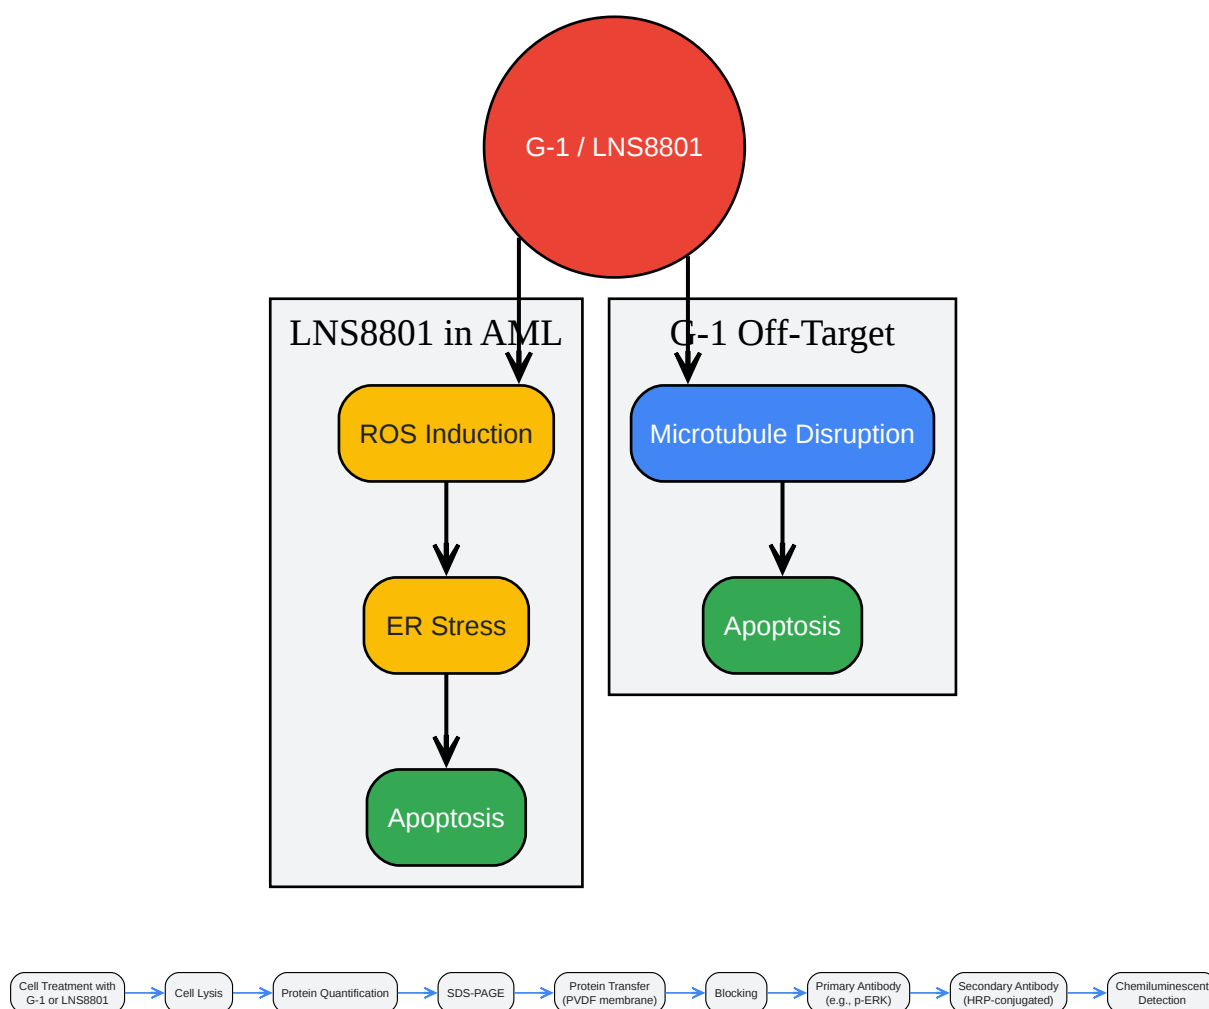 G-1 / LNS8801
LNS8801 in AML
G-1 Off-Target
ROS Induction
Microtubule Disruption
ER Stress
Apoptosis
Apoptosis
Cell Treatment with
G-1 or LNS8801
Cell Lysis
Protein Quantification
SDS-PAGE
Protein Transfer
(PVDF membrane)
Blocking
Primary Antibody
(e.g., p-ERK)
Secondary Antibody
(HRP-conjugated)
Chemiluminescent
Detection